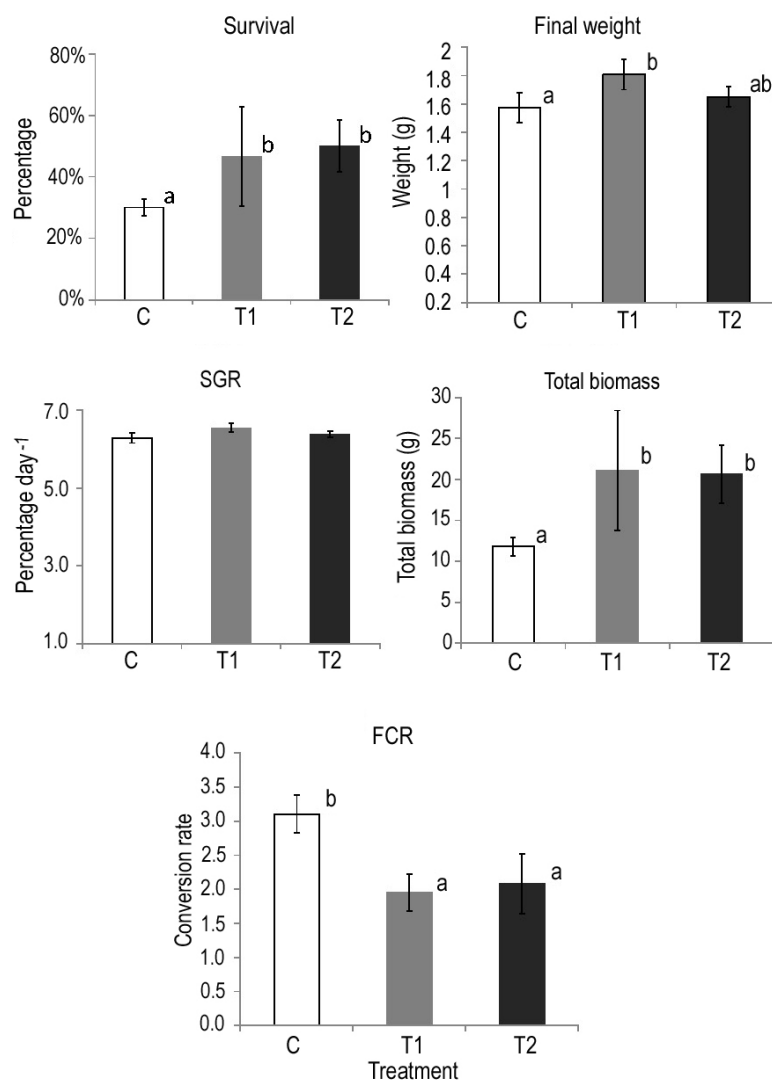 Survival
80%
60%
40%
20%
0%
Percentage
a
b
b
C T1 T2
Final weight
2
1.8
1.6
1.4
1.2
1
0.8
0.6
0.4
0.2
Weight (g)
a
b
ab
C T1 T2
SGR
7.0
5.0
3.0
1.0
Percentage day-1
C T1 T2
Total biomass
30
25
20
15
10
5
0
Total biomass (g)
a
b
b
C T1 T2
FCR
4.0
3.5
3.0
2.5
2.0
1.5
1.0
0.5
0.0
Conversion rate
b
a
a
C T1 T2
Treatment